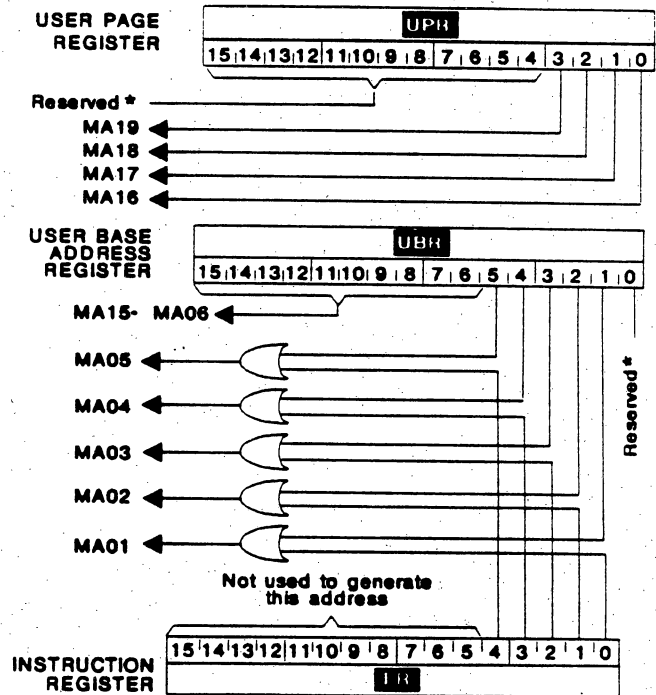 USER PAGE
REGISTER
UPR
15 14 13 12 11 10 9 8 7 6 5 4 3 2 1 0
Reserved *
MA19
MA18
MA17
MA16
USER BASE
ADDRESS
REGISTER
UBR
15 14 13 12 11 10 9 8 7 6 5 4 3 2 1 0
MA15- MA06
MA05
MA04
MA03
MA02
MA01
Reserved *
Not used to generate
this address
15 14 13 12 11 10 9 8 7 6 5 4 3 2 1 0
INSTRUCTION
REGISTER
IR